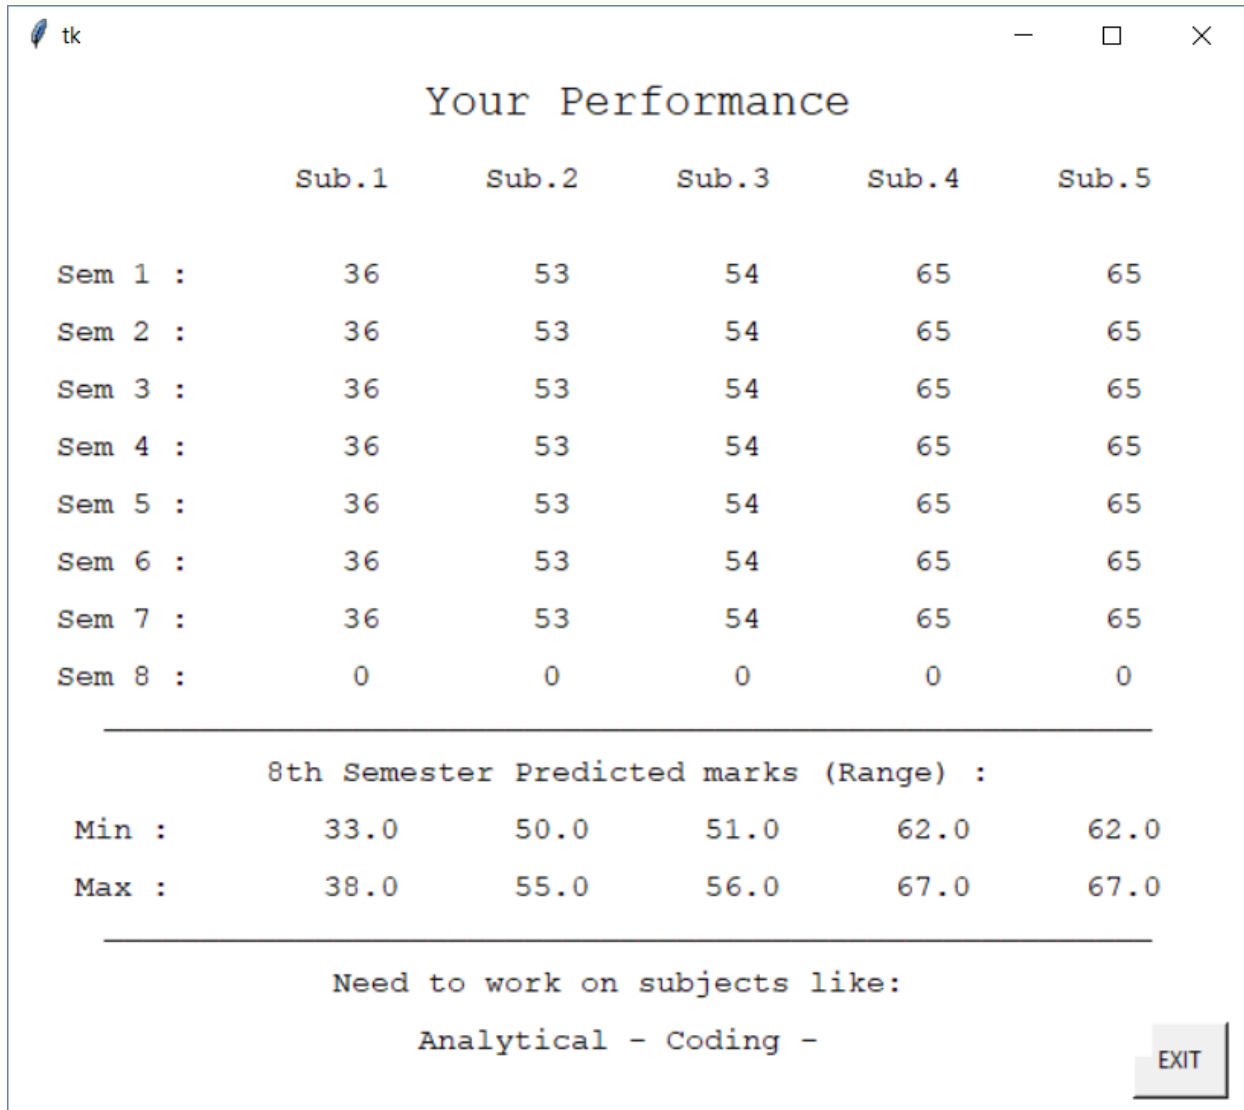 tk
Your Performance
Sub.1 Sub.2 Sub.3 Sub.4 Sub.5
Sem 1 : 36 53 54 65 65
Sem 2 : 36 53 54 65 65
Sem 3 : 36 53 54 65 65
Sem 4 : 36 53 54 65 65
Sem 5 : 36 53 54 65 65
Sem 6 : 36 53 54 65 65
Sem 7 : 36 53 54 65 65
Sem 8 : 0 0 0 0 0
8th Semester Predicted marks (Range) :
Min : 33.0 50.0 51.0 62.0 62.0
Max : 38.0 55.0 56.0 67.0 67.0
Need to work on subjects like:
Analytical - Coding -
EXIT